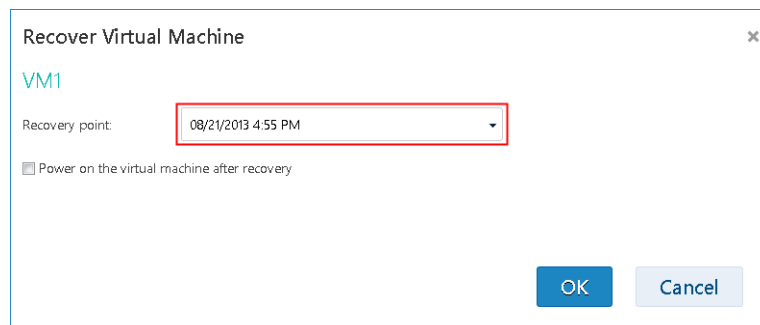 Recover Virtual Machine
VM1
Recovery point: 08/21/2013 4:55 PM
Power on the virtual machine after recovery
OK Cancel